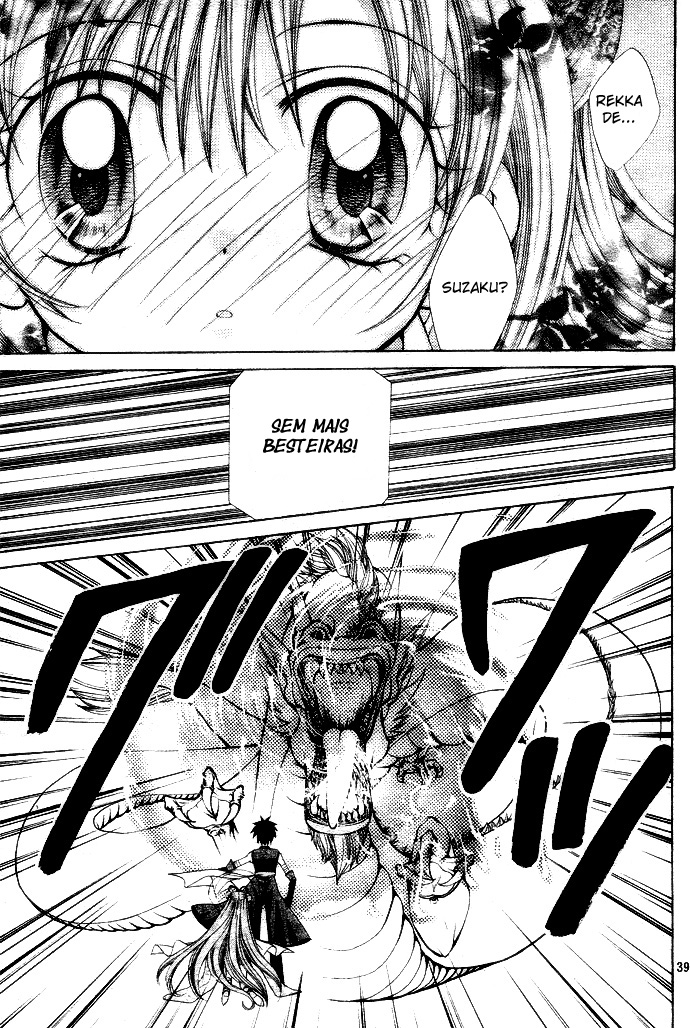 REKKA
DE...
SUZAKU?
SEM MAIS
BESTEIRAS!
グワッ
39